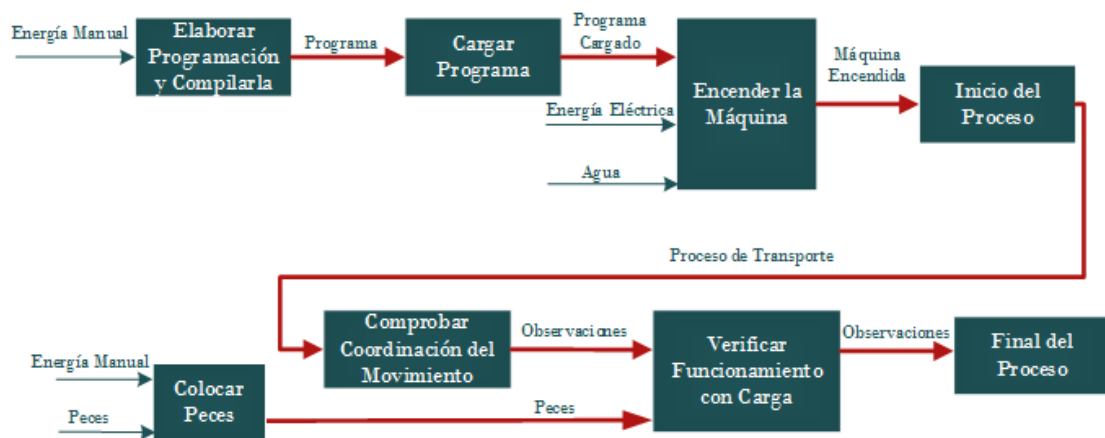 Energía Manual
Elaborar
Programación
y Compilarla
Programa
Cargar
Programa
Programa
Cargado
Energía Eléctrica
Agua
Encender la
Máquina
Máquina
Encendida
Inicio del
Proceso
Proceso de Transporte
Comprobar
Coordinación del
Movimiento
Observaciones
Energía Manual
Peces
Colocar
Peces
Peces
Verificar
Funcionamiento
con Carga
Observaciones
Final del
Proceso